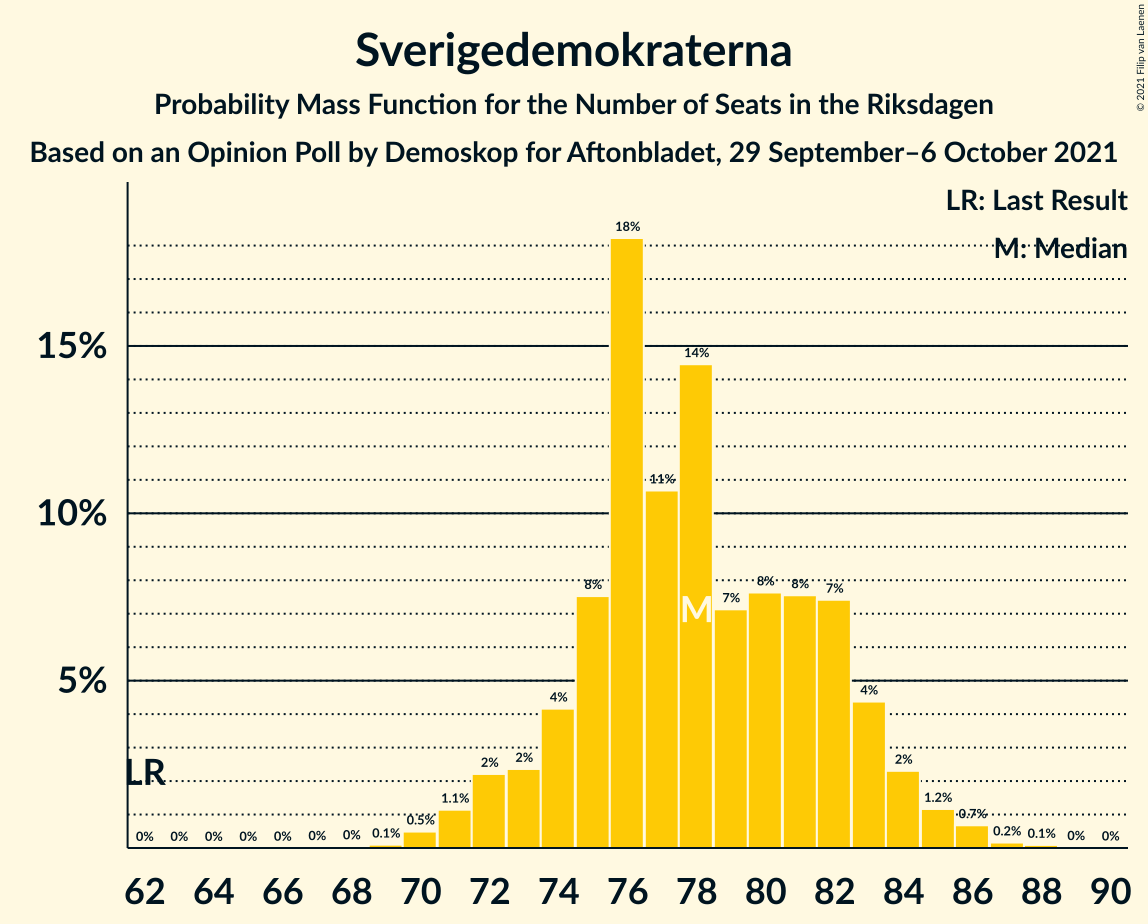 Sverigedemokraterna
Probability Mass Function for the Number of Seats in the Riksdagen
Based on an Opinion Poll by Demoskop for Aftonbladet, 29 September–6 October 2021
© 2021 Filip van Laenen
LR: Last Result
M: Median
15%
10%
5%
LR
M
0% 0% 0% 0% 0% 0% 0% 0.1% 0.5% 1.1% 2% 2% 4% 8% 18% 11% 14% 7% 8% 8% 7% 4% 2% 1.2% 0.7% 0.2% 0.1% 0% 0%
62 64 66 68 70 72 74 76 78 80 82 84 86 88 90